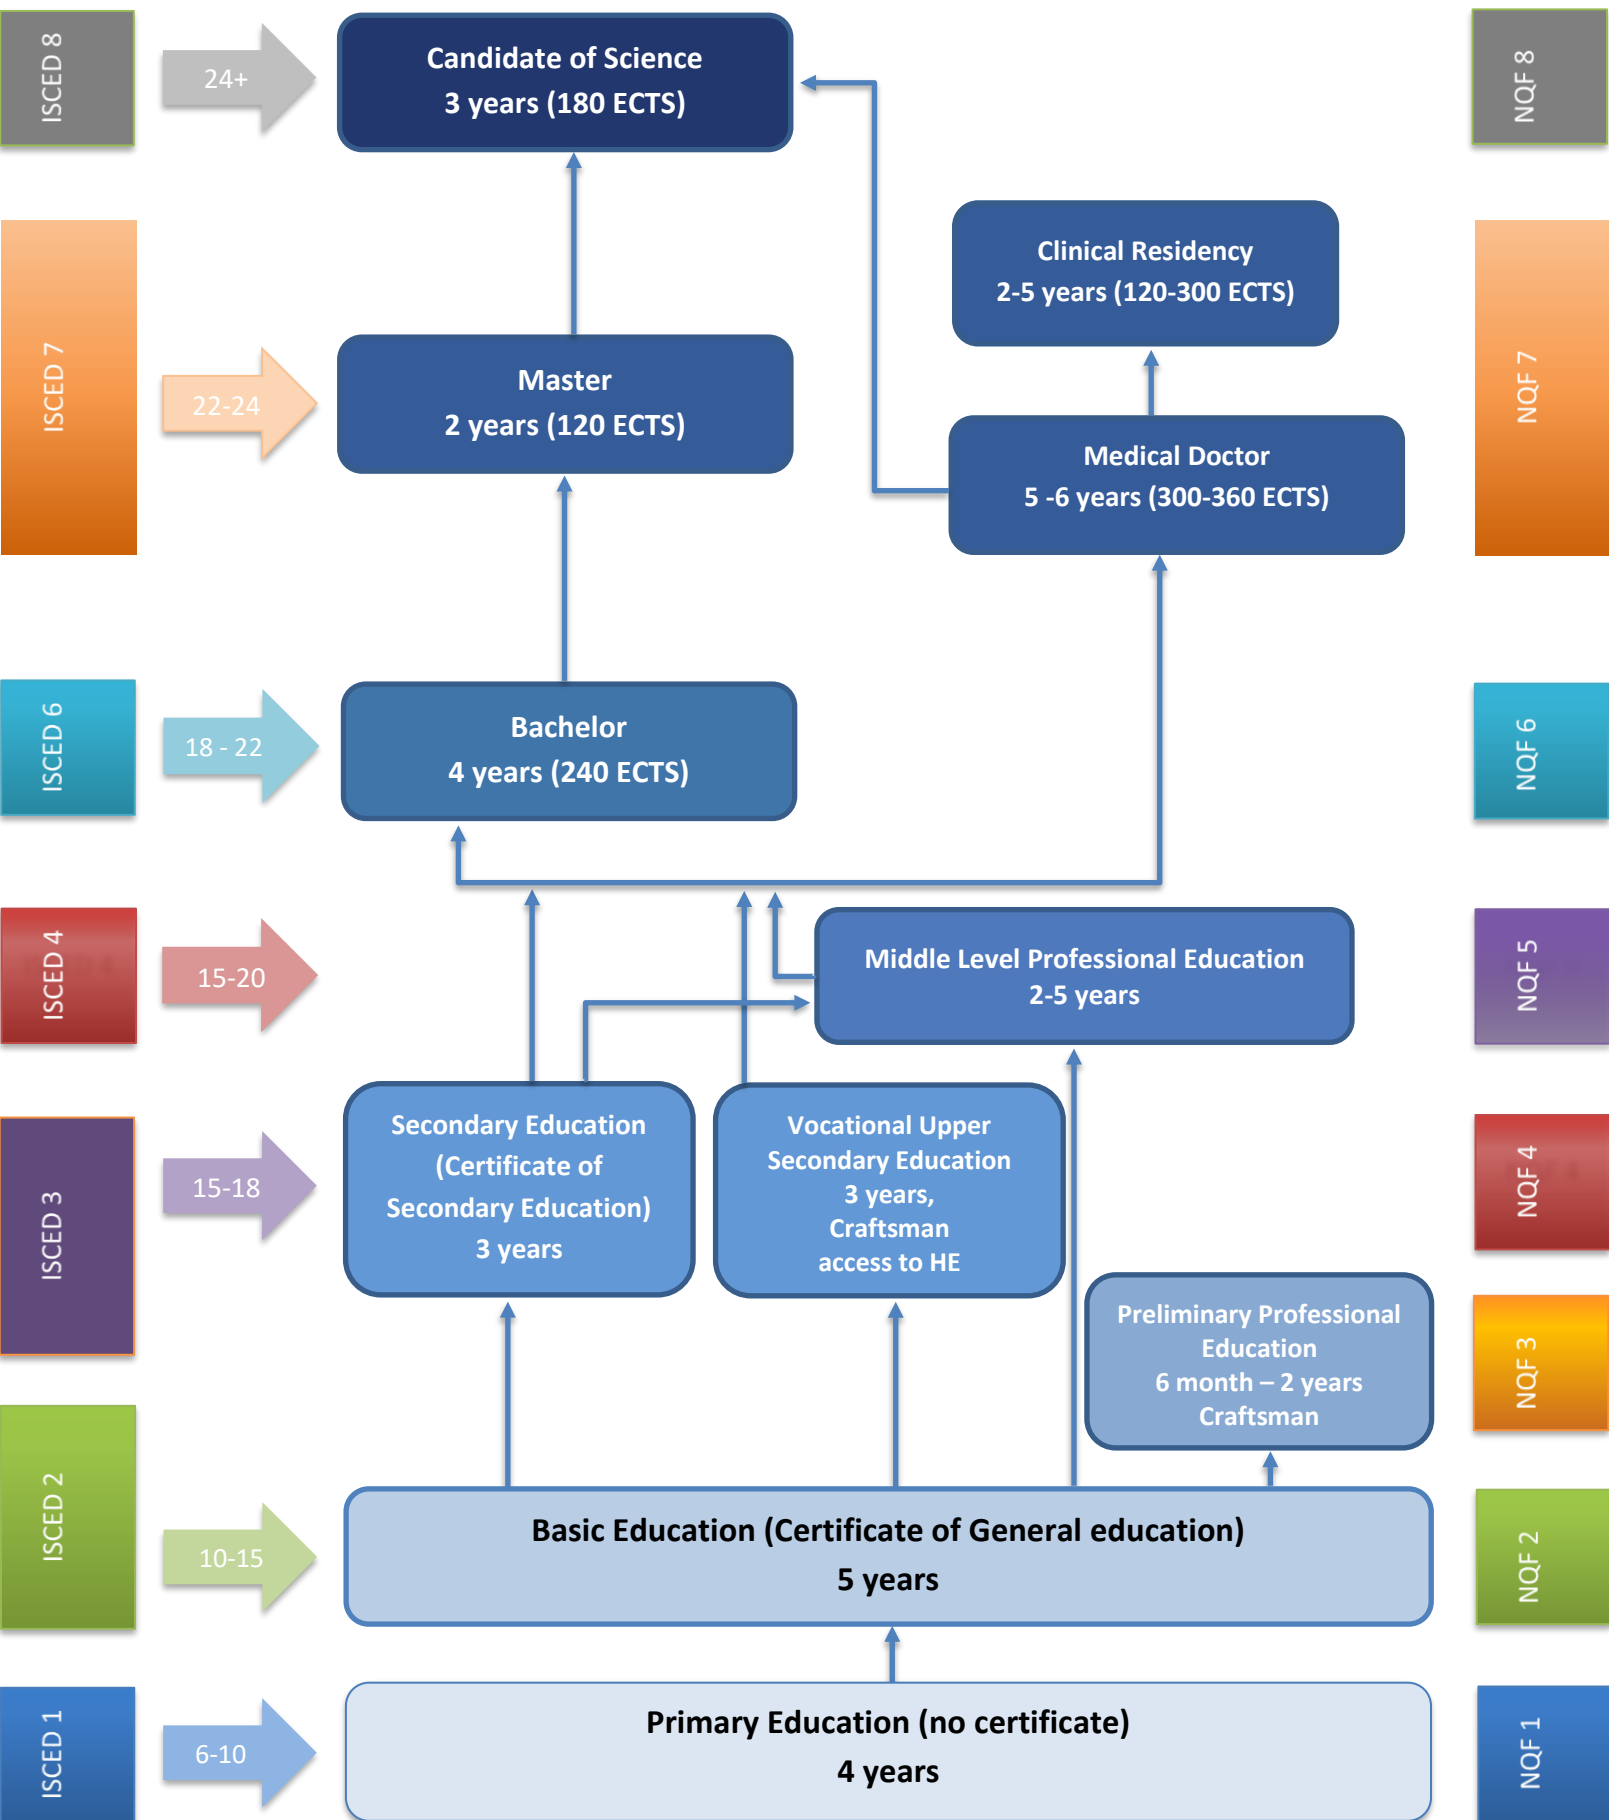 ISCED 8
24+
Candidate of Science
3 years (180 ECTS)
NQF 8
Clinical Residency
2-5 years (120-300 ECTS)
ISCED 7
22-24
Master
2 years (120 ECTS)
NQF 7
Medical Doctor
5 -6 years (300-360 ECTS)
ISCED 6
18 - 22
Bachelor
4 years (240 ECTS)
NQF 6
ISCED 4
15-20
Middle Level Professional Education
2-5 years
NQF 5
ISCED 3
15-18
Secondary Education
(Certificate of
Secondary Education)
3 years
Vocational Upper
Secondary Education
3 years,
Craftsman
access to HE
NQF 4
Preliminary Professional
Education
6 month – 2 years
Craftsman
NQF 3
ISCED 2
10-15
Basic Education (Certificate of General education)
5 years
NQF 2
ISCED 1
6-10
Primary Education (no certificate)
4 years
NQF 1